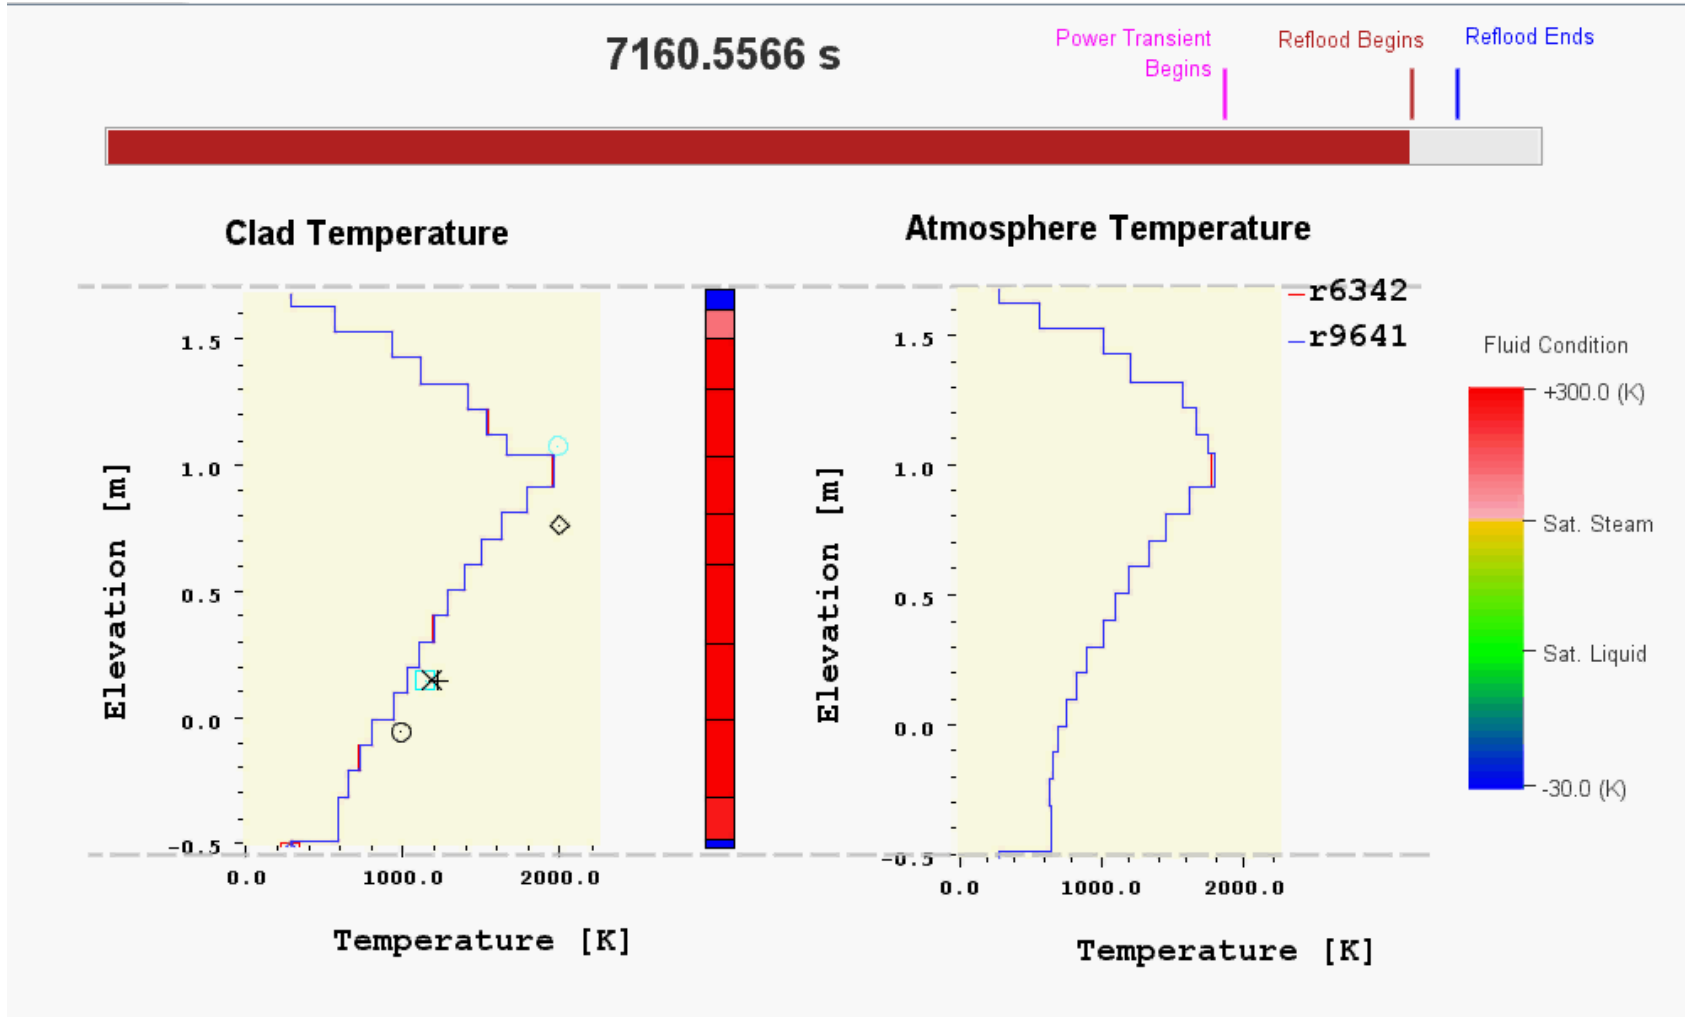 7160.5566 s
Power Transient
Begins
Reflood Begins
Reflood Ends
Clad Temperature
Atmosphere Temperature
r6342
r9641
1.5
1.0
0.5
0.0
-0.5
0.0 1000.0 2000.0
Elevation [m]
Temperature [K]
1.5
1.0
0.5
0.0
-0.5
0.0 1000.0 2000.0
Elevation [m]
Temperature [K]
Fluid Condition
+300.0 (K)
Sat. Steam
Sat. Liquid
-30.0 (K)